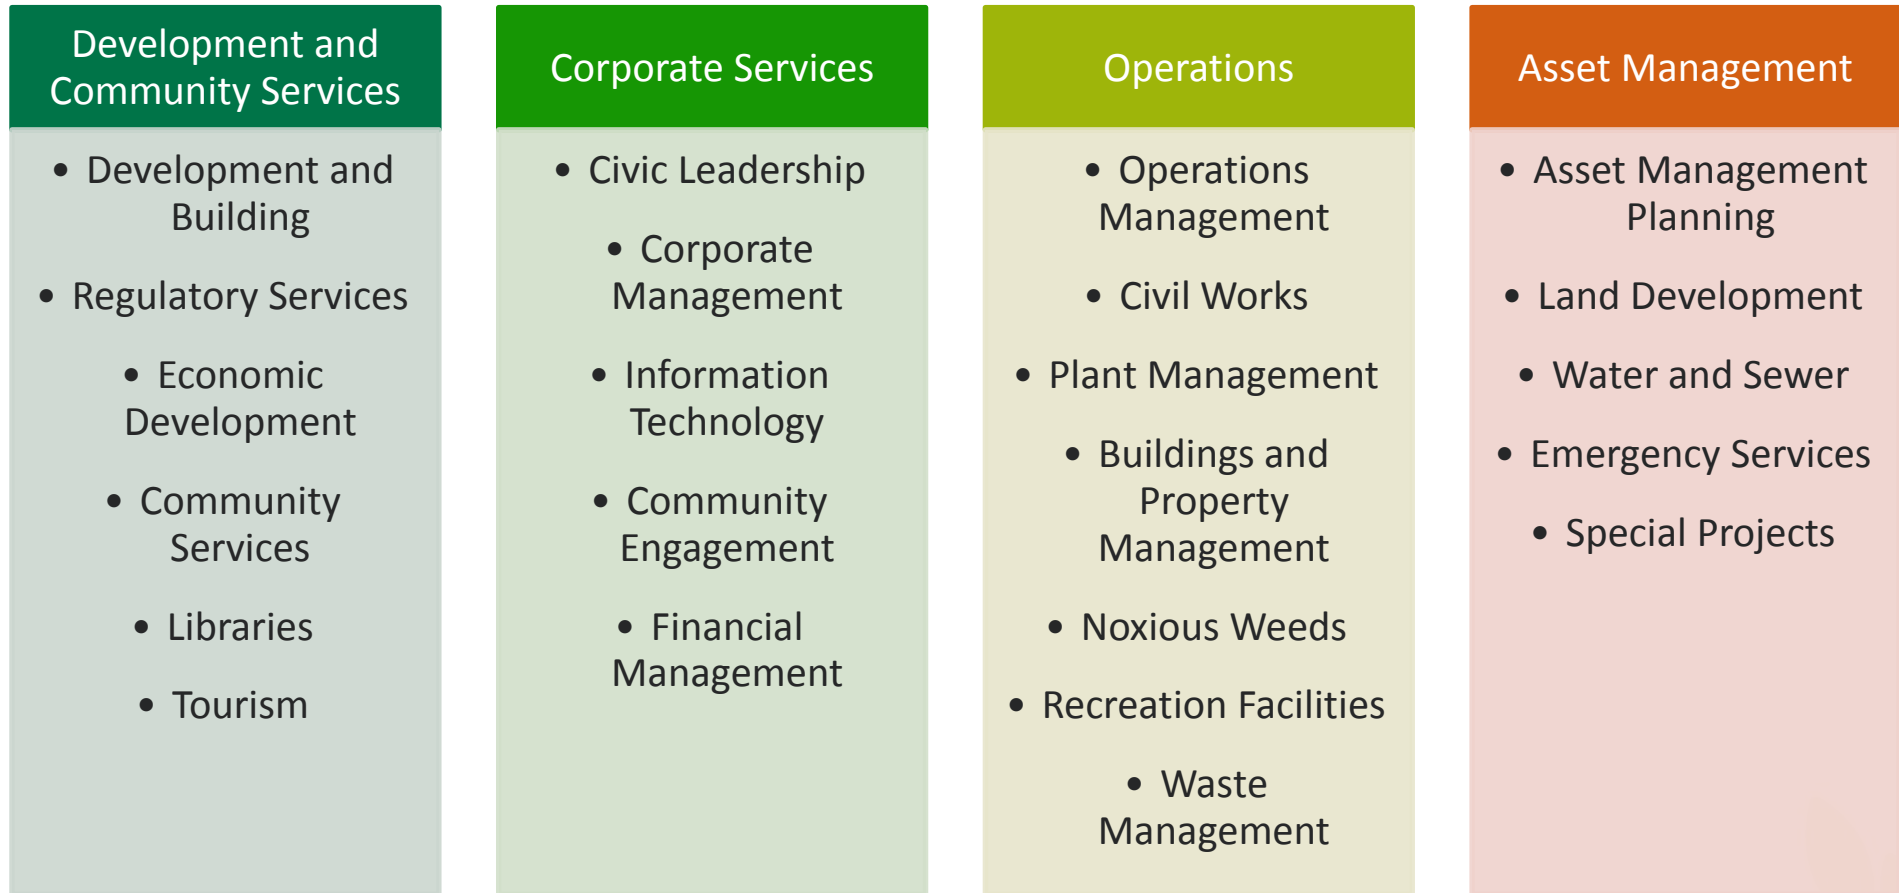 Development and
Community Services
• Development and
Building
• Regulatory Services
• Economic
Development
• Community
Services
• Libraries
• Tourism
Corporate Services
• Civic Leadership
• Corporate
Management
• Information
Technology
• Community
Engagement
• Financial
Management
Operations
• Operations
Management
• Civil Works
• Plant Management
• Buildings and
Property
Management
• Noxious Weeds
• Recreation Facilities
• Waste
Management
Asset Management
• Asset Management
Planning
• Land Development
• Water and Sewer
• Emergency Services
• Special Projects